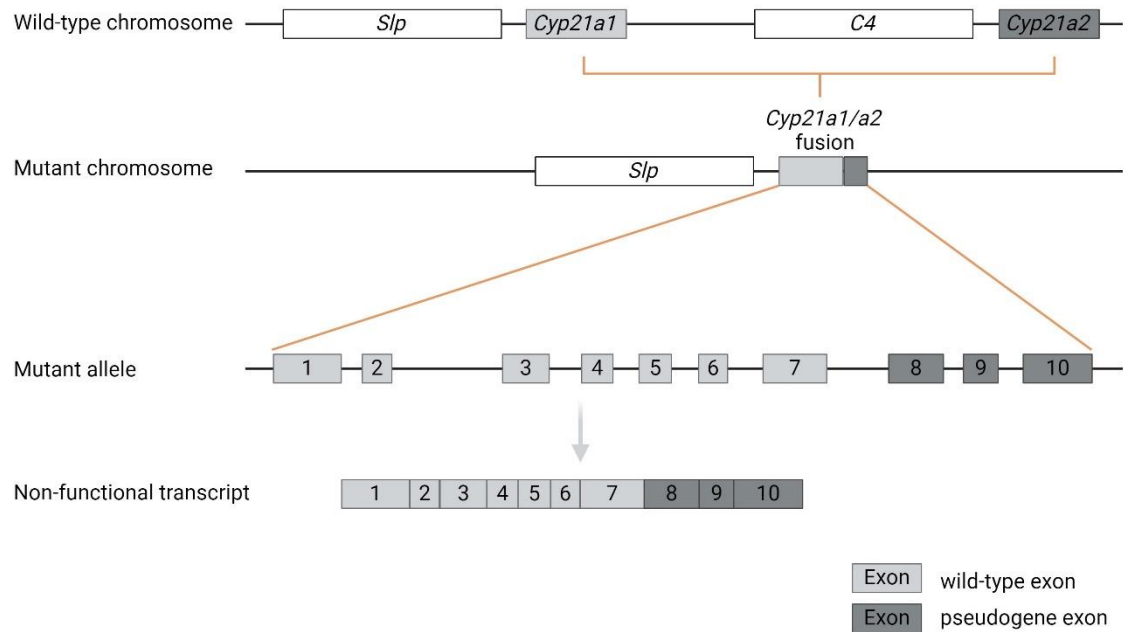 Wild-type chromosome Slp Cyp21a1 C4 Cyp21a2
Cyp21a1/a2
fusion
Mutant chromosome Slp
Mutant allele 1 2 3 4 5 6 7 8 9 10
Non-functional transcript 1 2 3 4 5 6 7 8 9 10
Exon wild-type exon
Exon pseudogene exon